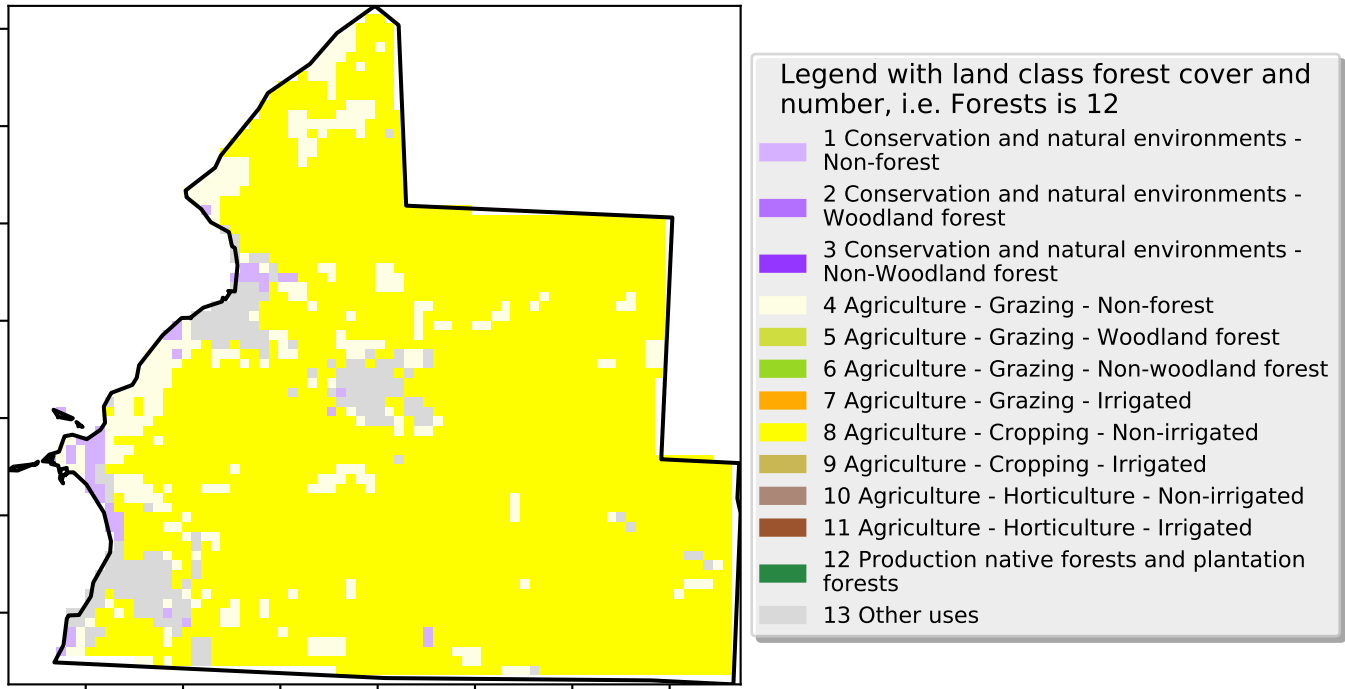 Legend with land class forest cover and
number, i.e. Forests is 12
1 Conservation and natural environments -
Non-forest
2 Conservation and natural environments -
Woodland forest
3 Conservation and natural environments -
Non-Woodland forest
4 Agriculture - Grazing - Non-forest
5 Agriculture - Grazing - Woodland forest
6 Agriculture - Grazing - Non-woodland forest
7 Agriculture - Grazing - Irrigated
8 Agriculture - Cropping - Non-irrigated
9 Agriculture - Cropping - Irrigated
10 Agriculture - Horticulture - Non-irrigated
11 Agriculture - Horticulture - Irrigated
12 Production native forests and plantation
forests
13 Other uses